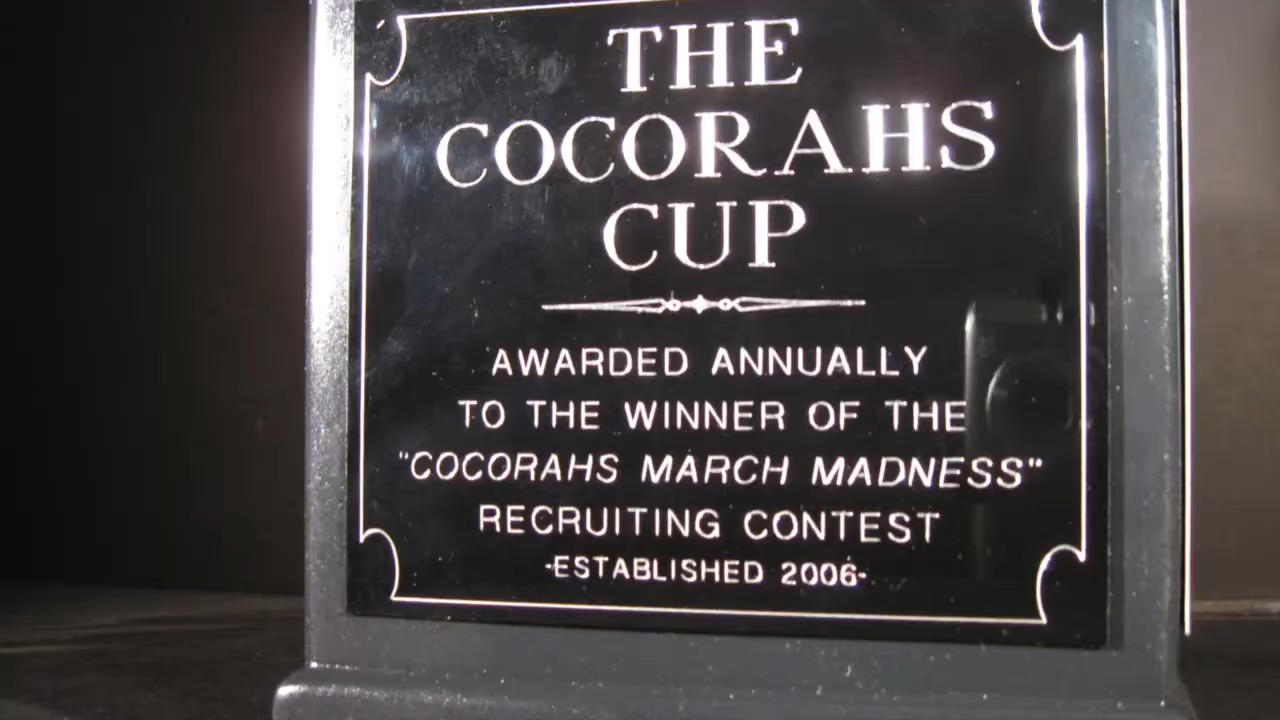 THE
COCORAHS
CUP
AWARDED ANNUALLY
TO THE WINNER OF THE
"COCORAHS MARCH MADNESS"
RECRUITING CONTEST
-ESTABLISHED 2006-